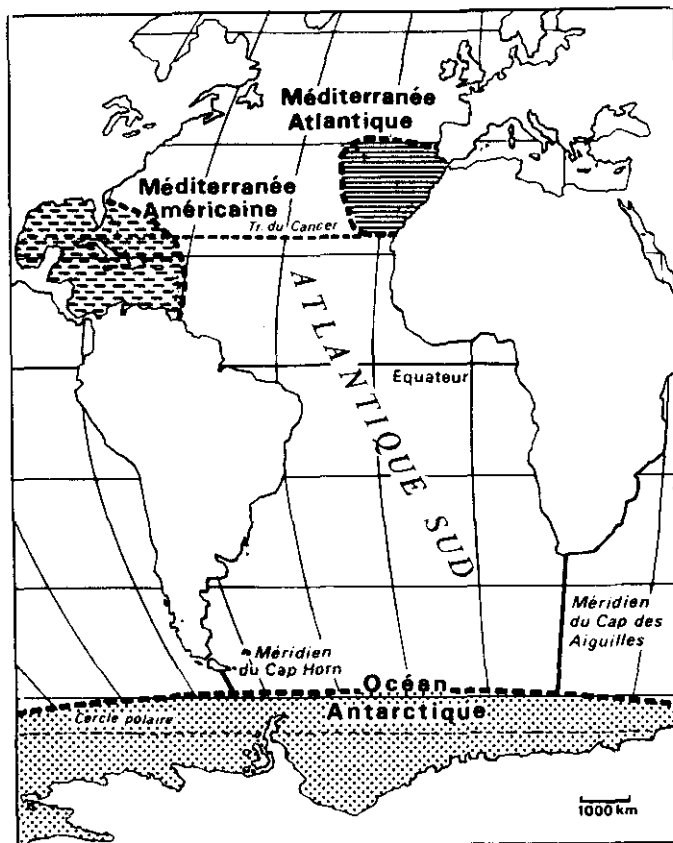 Méditerranée
Atlantique
Méditerranée
Américaine
Tr. du Cancer
ATLANTIQUE SUD
Equateur
Méridien
du Cap des
Aiguilles
Méridien
du Cap Horn
Océan
Antarctique
Cercle polaire
1000 km